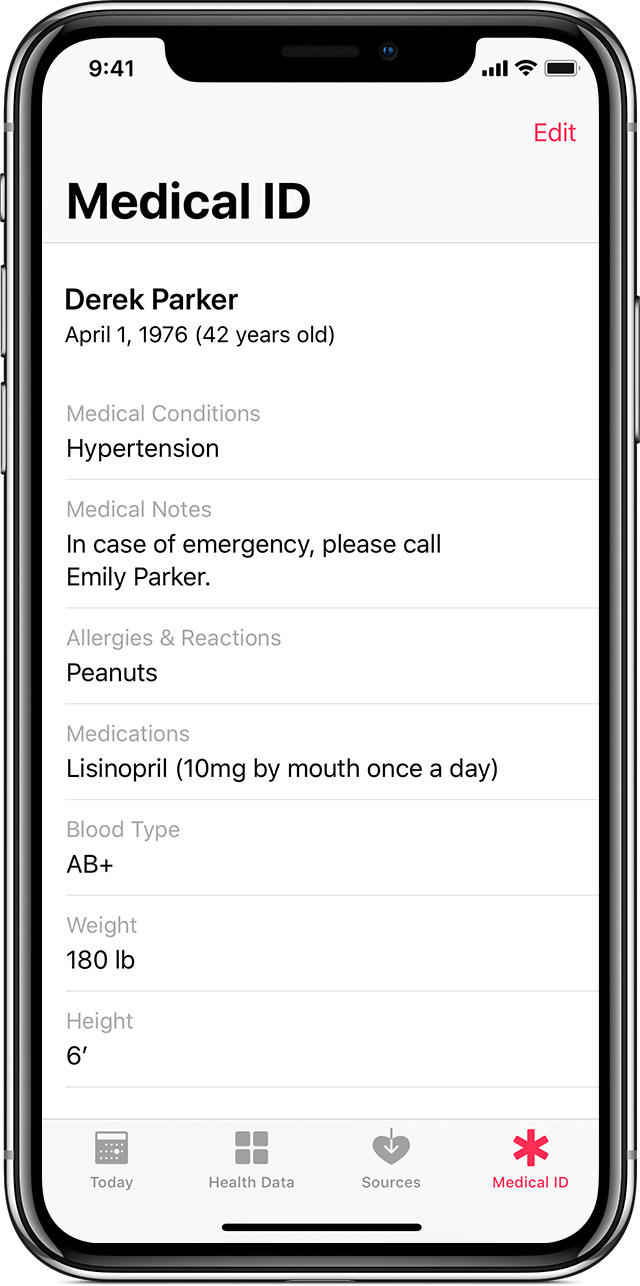 9:41
Edit
Medical ID
Derek Parker
April 1, 1976 (42 years old)
Medical Conditions
Hypertension
Medical Notes
In case of emergency, please call
Emily Parker.
Allergies & Reactions
Peanuts
Medications
Lisinopril (10mg by mouth once a day)
Blood Type
AB+
Weight
180 lb
Height
6′
Today
Health Data
Sources
Medical ID